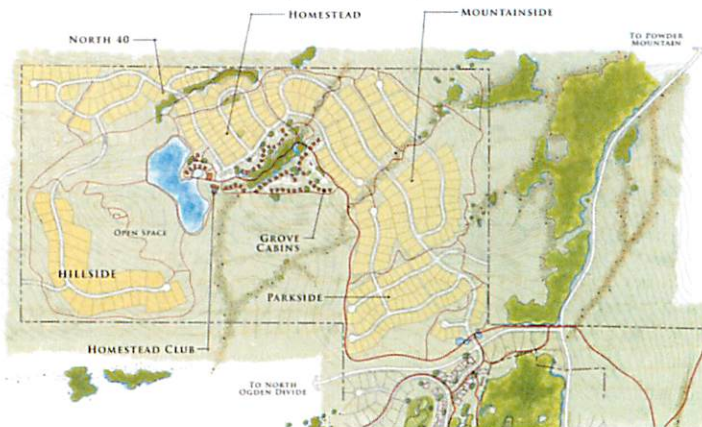 HOMESTEAD
MOUNTAINSIDE
NORTH 40
TO POWDER
MOUNTAIN
OPEN SPACE
GROVE
CABINS
HILLSIDE
PARKSIDE
HOMESTEAD CLUB
TO NORTH
OGDEN DIVIDE